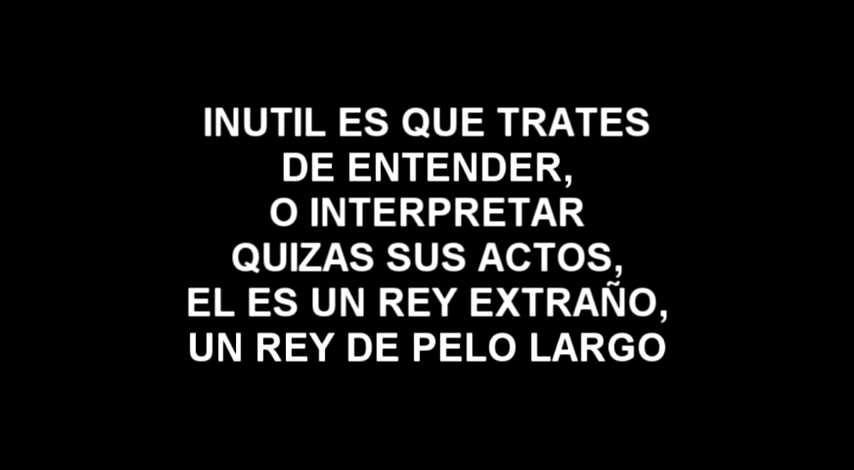 INUTIL ES QUE TRATES
DE ENTENDER,
O INTERPRETAR
QUIZAS SUS ACTOS,
EL ES UN REY EXTRAÑO,
UN REY DE PELO LARGO